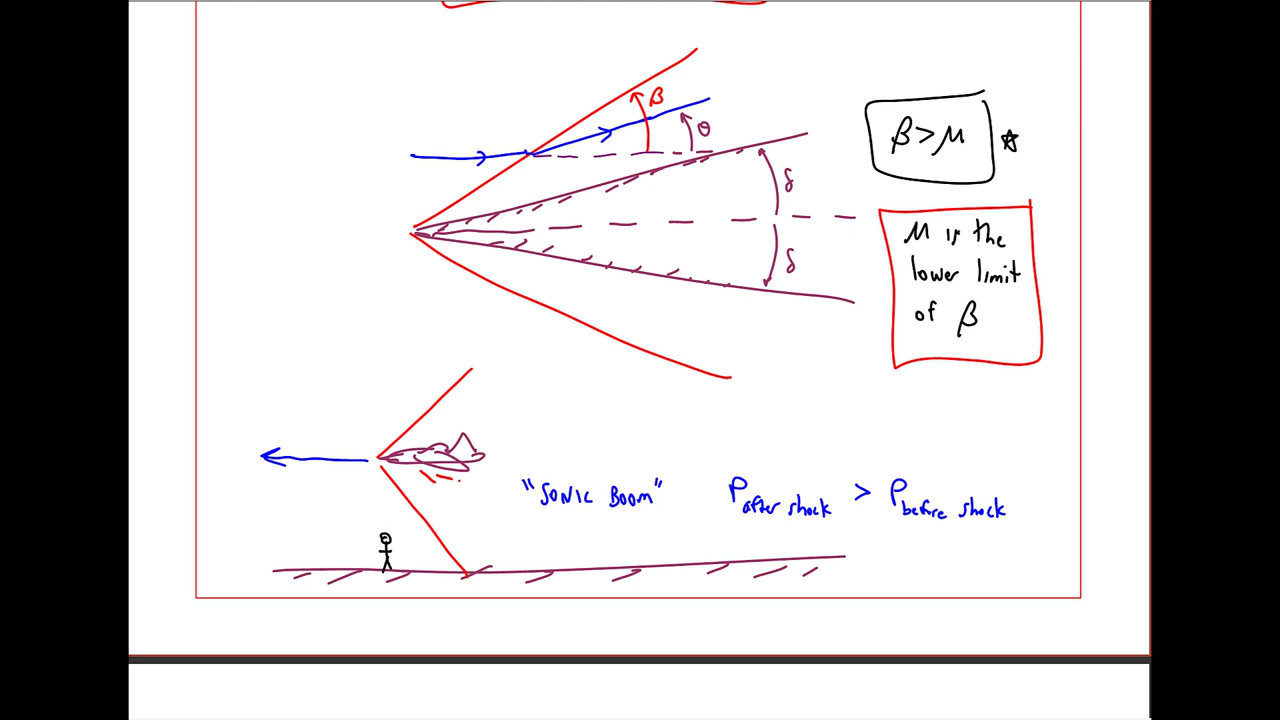 β
θ
δ
δ
β > μ ☆
μ is the
lower limit
of β
"Sonic Boom" P after shock > P before shock